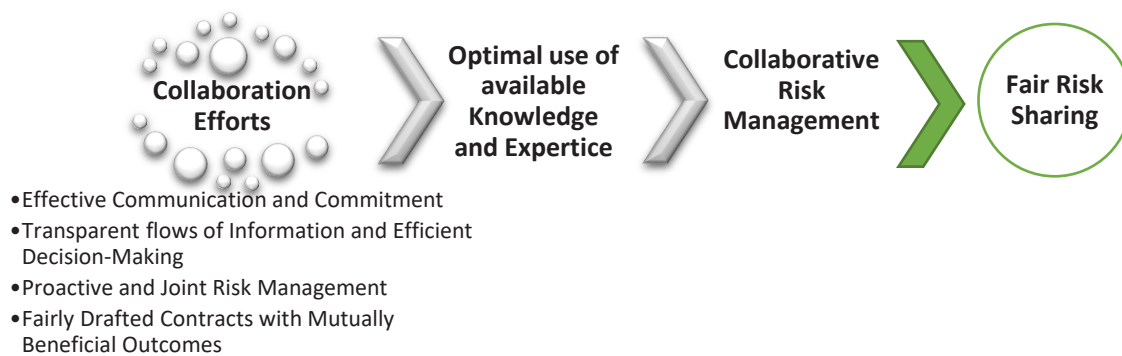 Collaboration
Efforts
Optimal use of
available
Knowledge
and Expertice
Collaborative
Risk
Management
Fair Risk
Sharing
•Effective Communication and Commitment
•Transparent flows of Information and Efficient
Decision-Making
•Proactive and Joint Risk Management
•Fairly Drafted Contracts with Mutually
Beneficial Outcomes